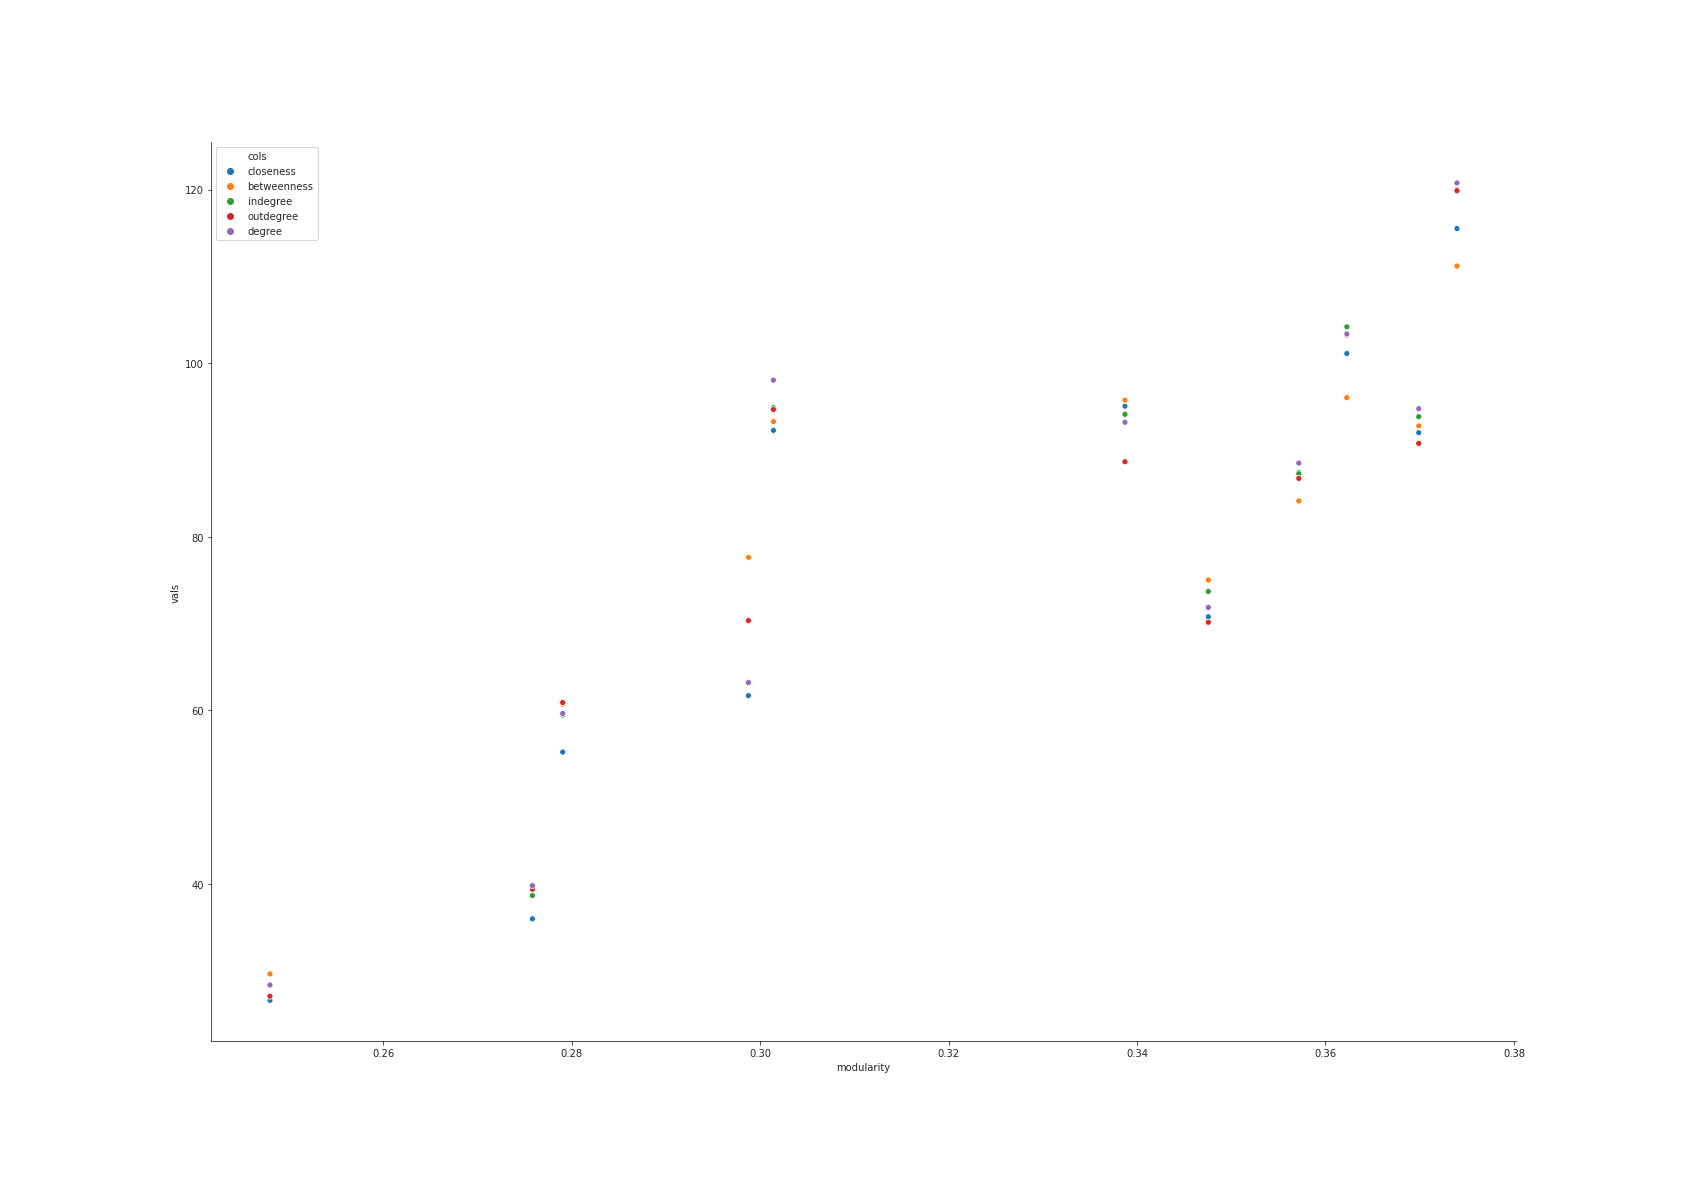 cols
closeness
betweenness
indegree
outdegree
degree
120
100
80
60
40
vals
0.26 0.28 0.30 0.32 0.34 0.36 0.38
modularity